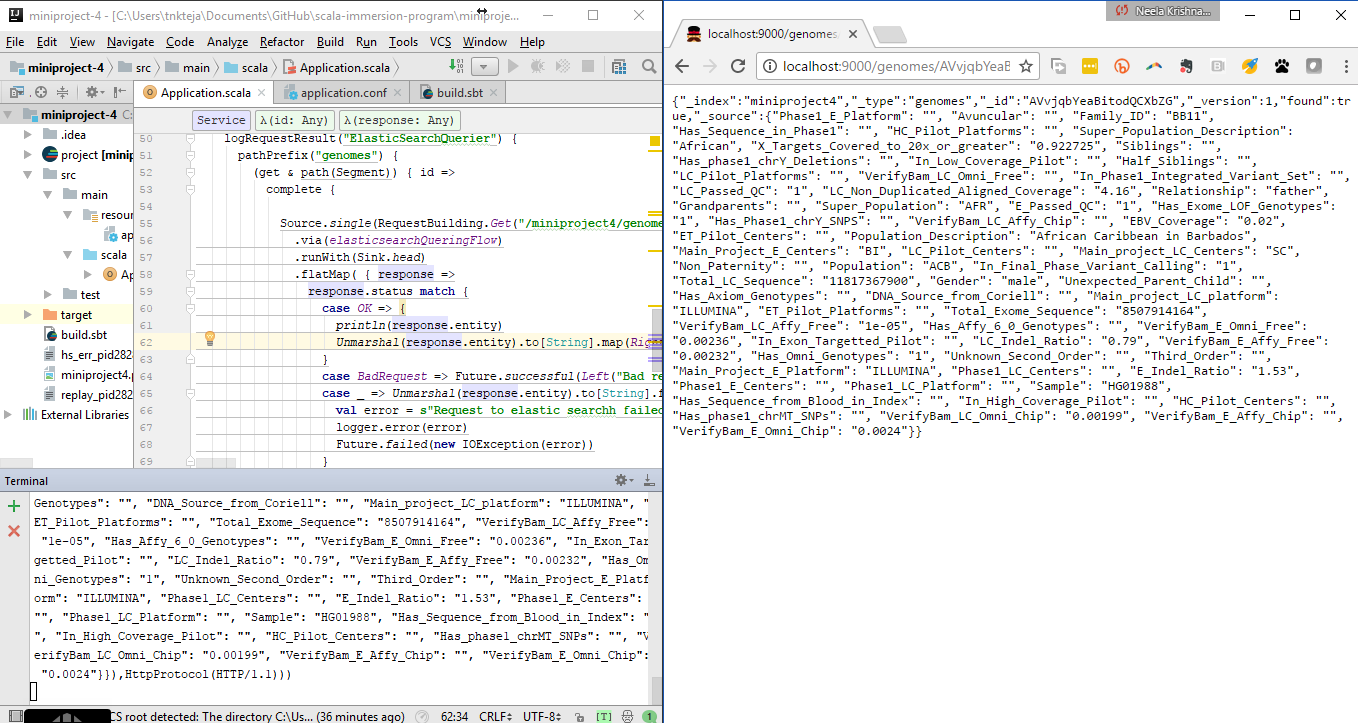 miniproject-4 - [C:\Users\tnkteja\Documents\GitHub\scala-immersion-program\miniproje...
File Edit View Navigate Code Analyze Refactor Build Run Tools VCS Window Help
miniproject-4 src main scala Application.scala
Application.scala application.conf build.sbt
miniproject-4 C:
.idea
project [minip
src
main
resour
ap
scala
Ap
test
target
build.sbt
hs_err_pid282
miniproject4.p
replay_pid282
External Libraries
Service λ(id: Any) λ(response: Any)
50 logRequestResult("ElasticSearchQuerier") {
51 pathPrefix("genomes") {
52 (get & path(Segment)) { id =>
53 complete {
54
55 Source.single(RequestBuilding.Get("/miniproject4/genome
56 .via(elasticsearchQueringFlow)
57 .runWith(Sink.head)
58 .flatMap( { response =>
59 response.status match {
60 case OK => {
61 println(response.entity)
62 Unmarshal(response.entity).to[String].map(Righ
63 }
64 case BadRequest => Future.successful(Left("Bad re
65 case _ => Unmarshal(response.entity).to[String].f
66 val error = s"Request to elastic searchh failed
67 logger.error(error)
68 Future.failed(new IOException(error))
69 }
Terminal
Genotypes": "", "DNA_Source_from_Coriell": "", "Main_project_LC_platform": "ILLUMINA", "
ET_Pilot_Platforms": "", "Total_Exome_Sequence": "8507914164", "VerifyBam_LC_Affy_Free":
"1e-05", "Has_Affy_6_0_Genotypes": "", "VerifyBam_E_Omni_Free": "0.00236", "In_Exon_Tar
getted_Pilot": "", "LC_Indel_Ratio": "0.79", "VerifyBam_E_Affy_Free": "0.00232", "Has_Om
ni_Genotypes": "1", "Unknown_Second_Order": "", "Third_Order": "", "Main_Project_E_Platf
orm": "ILLUMINA", "Phase1_LC_Centers": "", "E_Indel_Ratio": "1.53", "Phase1_E_Centers":
"", "Phase1_LC_Platform": "", "Sample": "HG01988", "Has_Sequence_from_Blood_in_Index": "
", "In_High_Coverage_Pilot": "", "HC_Pilot_Centers": "", "Has_phase1_chrMT_SNPs": "", "V
erifyBam_LC_Omni_Chip": "0.00199", "VerifyBam_E_Affy_Chip": "", "VerifyBam_E_Omni_Chip":
"0.0024"}}),HttpProtocol(HTTP/1.1)))
CS root detected: The directory C:\Us... (36 minutes ago) 62:34 CRLF UTF-8 [T] 1
Neela Krishna...
localhost:9000/genomes
localhost:9000/genomes/AVvjqbYeaB
{"_index":"miniproject4","_type":"genomes","_id":"AVvjqbYeaBitodQCXbZG","_version":1,"found":t
rue,"_source":{"Phase1_E_Platform": "", "Avuncular": "", "Family_ID": "BB11",
"Has_Sequence_in_Phase1": "", "HC_Pilot_Platforms": "", "Super_Population_Description":
"African", "X_Targets_Covered_to_20x_or_greater": "0.922725", "Siblings": "",
"Has_phase1_chrY_Deletions": "", "In_Low_Coverage_Pilot": "", "Half_Siblings": "",
"LC_Pilot_Platforms": "", "VerifyBam_LC_Omni_Free": "", "In_Phase1_Integrated_Variant_Set": "",
"LC_Passed_QC": "1", "LC_Non_Duplicated_Aligned_Coverage": "4.16", "Relationship": "father",
"Grandparents": "", "Super_Population": "AFR", "E_Passed_QC": "1", "Has_Exome_LOF_Genotypes":
"1", "Has_Phase1_chrY_SNPS": "", "VerifyBam_LC_Affy_Chip": "", "EBV_Coverage": "0.02",
"ET_Pilot_Centers": "", "Population_Description": "African Caribbean in Barbados",
"Main_Project_E_Centers": "BI", "LC_Pilot_Centers": "", "Main_project_LC_Centers": "SC",
"Non_Paternity": "", "Population": "ACB", "In_Final_Phase_Variant_Calling": "1",
"Total_LC_Sequence": "11817367900", "Gender": "male", "Unexpected_Parent_Child": "",
"Has_Axiom_Genotypes": "", "DNA_Source_from_Coriell": "", "Main_project_LC_platform":
"ILLUMINA", "ET_Pilot_Platforms": "", "Total_Exome_Sequence": "8507914164",
"VerifyBam_LC_Affy_Free": "1e-05", "Has_Affy_6_0_Genotypes": "", "VerifyBam_E_Omni_Free":
"0.00236", "In_Exon_Targetted_Pilot": "", "LC_Indel_Ratio": "0.79", "VerifyBam_E_Affy_Free":
"0.00232", "Has_Omni_Genotypes": "1", "Unknown_Second_Order": "", "Third_Order": "",
"Main_Project_E_Platform": "ILLUMINA", "Phase1_LC_Centers": "", "E_Indel_Ratio": "1.53",
"Phase1_E_Centers": "", "Phase1_LC_Platform": "", "Sample": "HG01988",
"Has_Sequence_from_Blood_in_Index": "", "In_High_Coverage_Pilot": "", "HC_Pilot_Centers": "",
"Has_phase1_chrMT_SNPs": "", "VerifyBam_LC_Omni_Chip": "0.00199", "VerifyBam_E_Affy_Chip": "",
"VerifyBam_E_Omni_Chip": "0.0024"}}